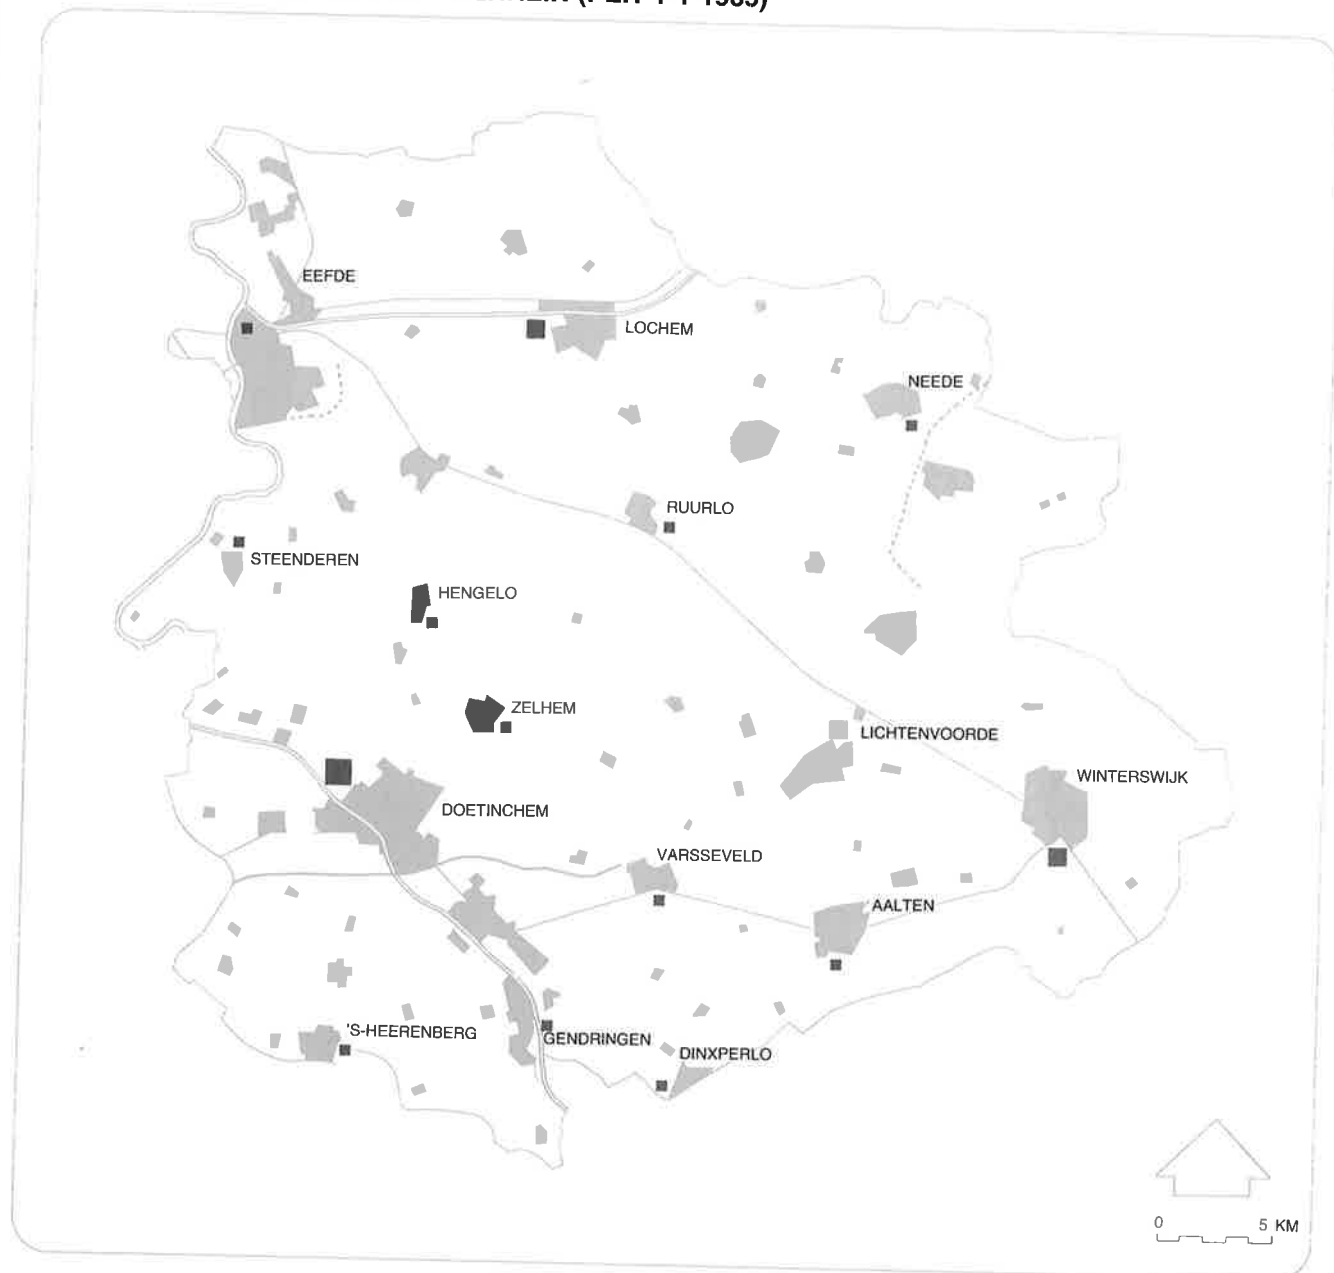 EEFDE
LOCHEM
NEEDE
RUURLO
STEENDEREN
HENGELO
ZELHEM
LICHTENVOORDE
WINTERSWIJK
DOETINCHEM
VARSSEVELD
AALTEN
'S-HEERENBERG
GENDRINGEN
DINXPERLO
0 5 KM